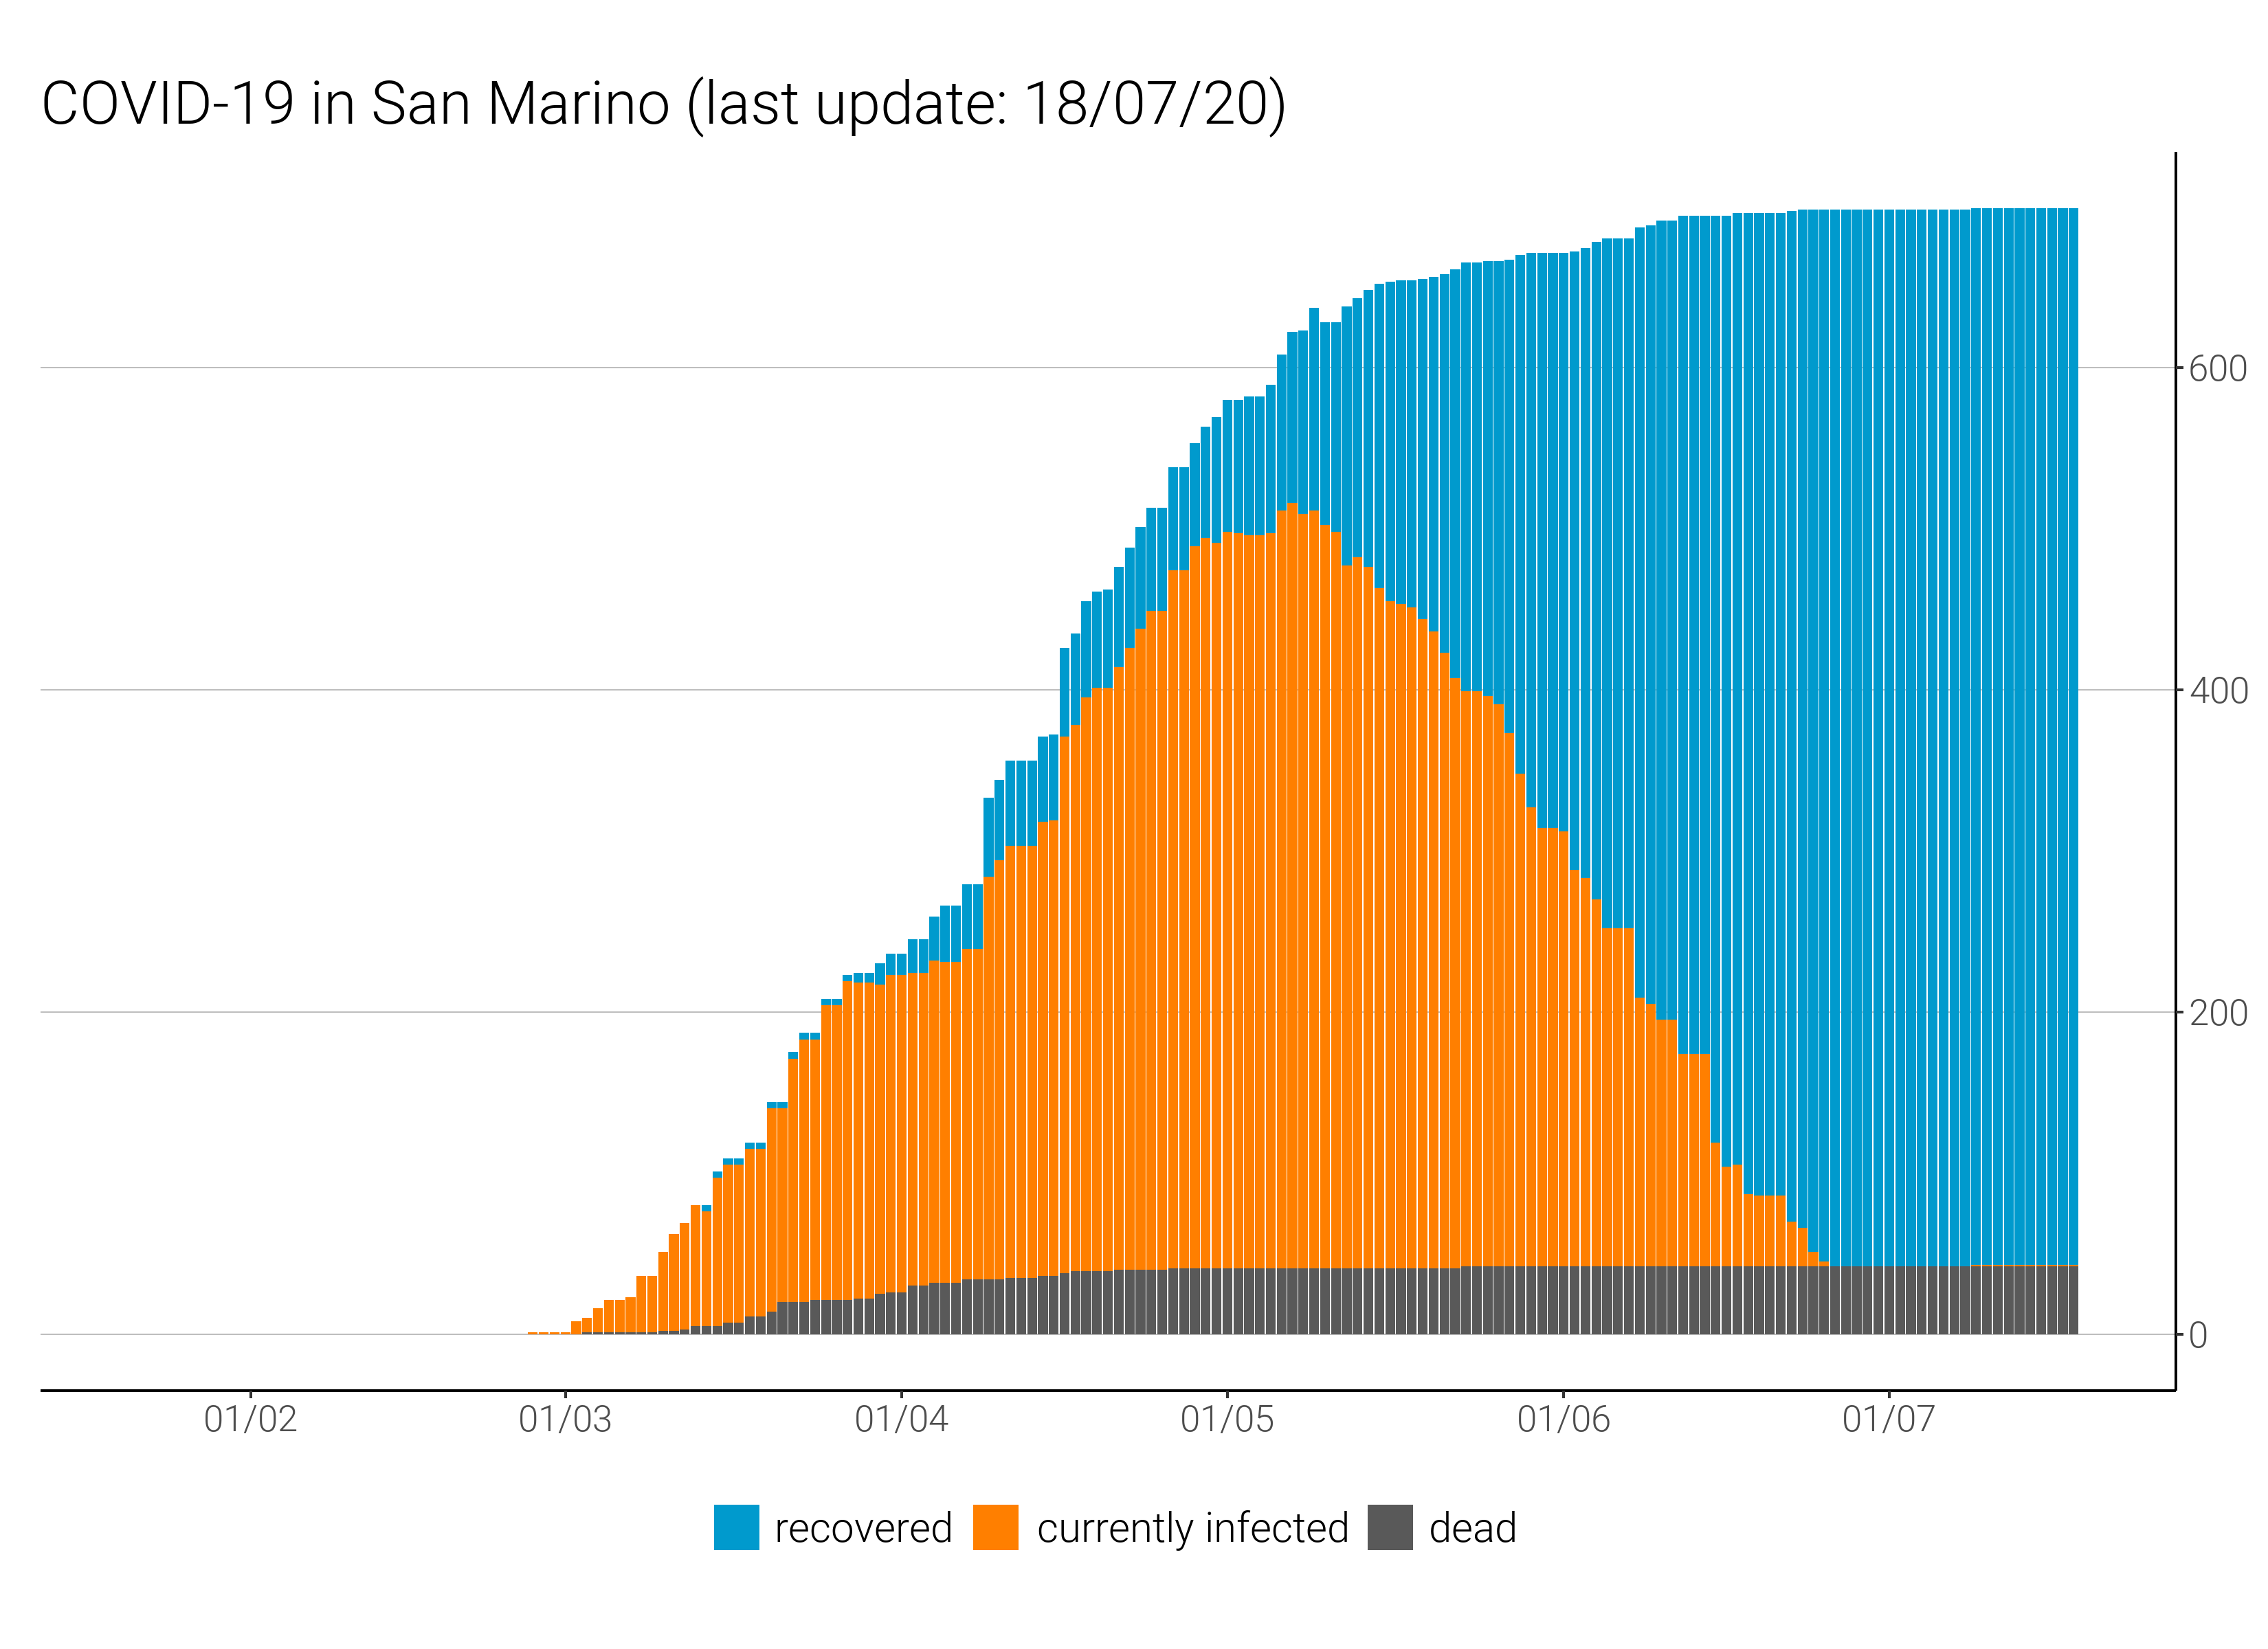 COVID-19 in San Marino (last update: 18/07/20)
600
400
200
0
01/02 01/03 01/04 01/05 01/06 01/07
recovered currently infected dead